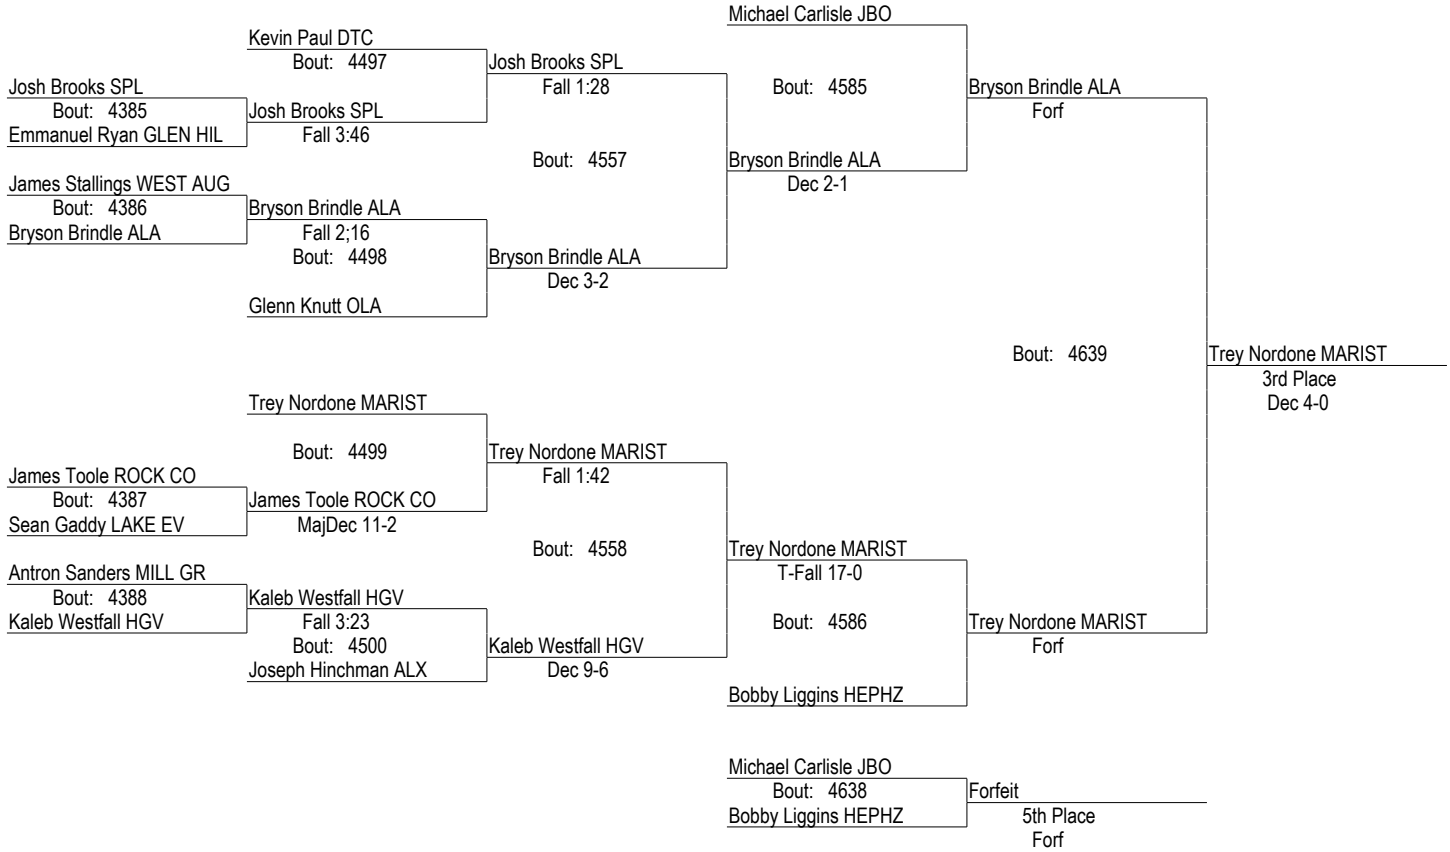 Michael Carlisle JBO
Kevin Paul DTC
Bout: 4497
Josh Brooks SPL
Fall 1:28
Bout: 4585
Josh Brooks SPL
Bryson Brindle ALA
Forf
Bout: 4385
Josh Brooks SPL
Fall 3:46
Emmanuel Ryan GLEN HIL
Bout: 4557
Bryson Brindle ALA
Dec 2-1
James Stallings WEST AUG
Bout: 4386
Bryson Brindle ALA
Bryson Brindle ALA
Fall 2;16
Bout: 4498
Bryson Brindle ALA
Dec 3-2
Glenn Knutt OLA
Bout: 4639
Trey Nordone MARIST
3rd Place
Dec 4-0
Trey Nordone MARIST
Bout: 4499
Trey Nordone MARIST
Fall 1:42
James Toole ROCK CO
Bout: 4387
James Toole ROCK CO
MajDec 11-2
Sean Gaddy LAKE EV
Bout: 4558
Trey Nordone MARIST
T-Fall 17-0
Antron Sanders MILL GR
Bout: 4388
Kaleb Westfall HGV
Kaleb Westfall HGV
Fall 3:23
Bout: 4586
Trey Nordone MARIST
Forf
Bout: 4500
Kaleb Westfall HGV
Dec 9-6
Joseph Hinchman ALX
Bobby Liggins HEPHZ
Michael Carlisle JBO
Bout: 4638
Forfeit
Bobby Liggins HEPHZ
5th Place
Forf